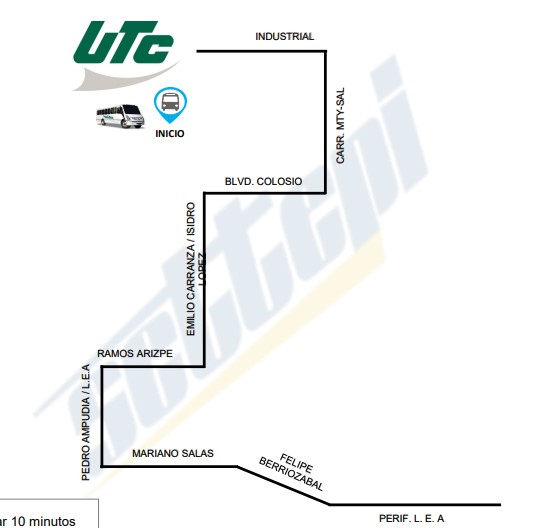 UTC
INDUSTRIAL
INICIO
CARR. MTY-SAL
BLVD. COLOSIO
EMILIO CARRANZA / ISIDRO
LOPEZ
RAMOS ARIZPE
PEDRO AMPUDIA / L.E.A
MARIANO SALAS
FELIPE
BERRIOZABAL
PERIF. L. E. A
10 minutos